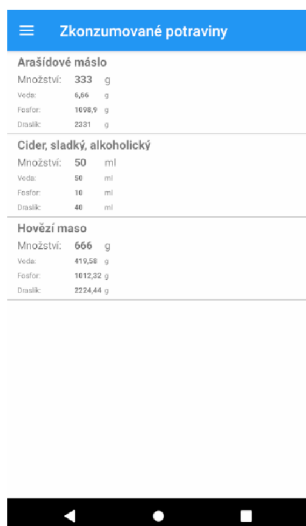 Zkonzumované potraviny
Arašídové máslo
Množství: 333 g
Voda: 6,66 g
Fosfor: 1098,9 g
Draslík: 2331 g
Cider, sladký, alkoholický
Množství: 50 ml
Voda: 50 ml
Fosfor: 10 ml
Draslík: 40 ml
Hovězí maso
Množství: 666 g
Voda: 419,58 g
Fosfor: 1012,32 g
Draslík: 2224,44 g